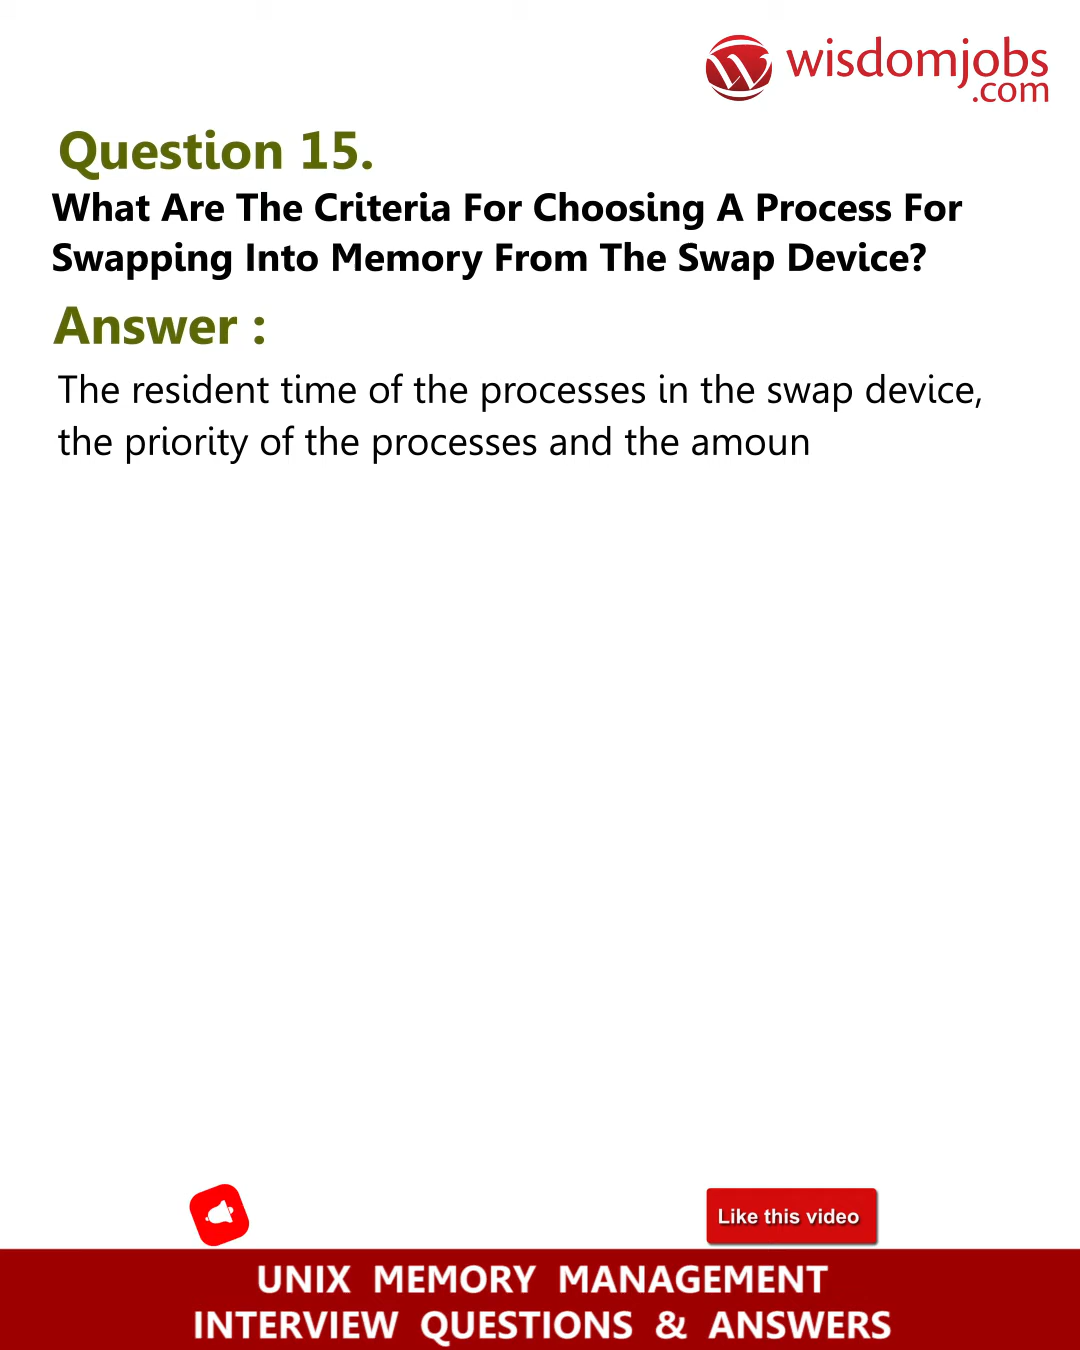 wisdomjobs
.com
Question 15.
What Are The Criteria For Choosing A Process For
Swapping Into Memory From The Swap Device?
Answer :
The resident time of the processes in the swap device,
the priority of the processes and the amoun
Like this video
UNIX MEMORY MANAGEMENT
INTERVIEW QUESTIONS & ANSWERS